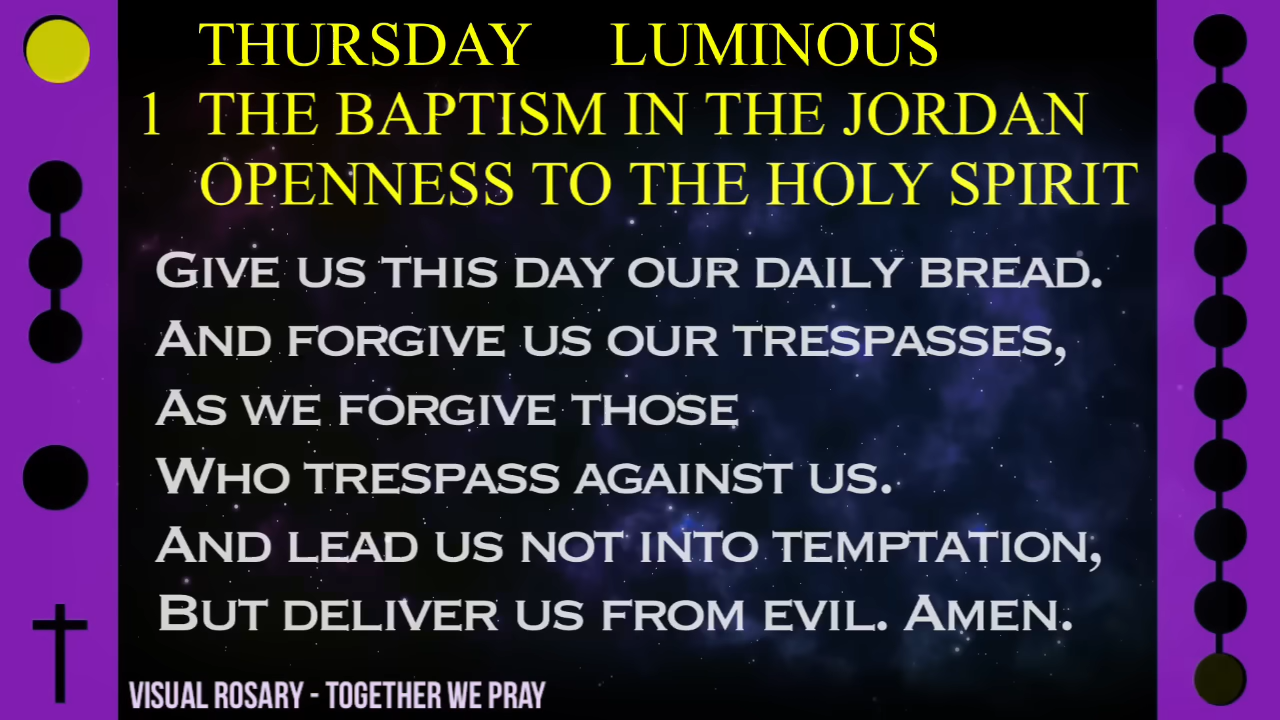 THURSDAY LUMINOUS
1 THE BAPTISM IN THE JORDAN
OPENNESS TO THE HOLY SPIRIT
GIVE US THIS DAY OUR DAILY BREAD.
AND FORGIVE US OUR TRESPASSES,
AS WE FORGIVE THOSE
WHO TRESPASS AGAINST US.
AND LEAD US NOT INTO TEMPTATION,
BUT DELIVER US FROM EVIL. AMEN.
VISUAL ROSARY - TOGETHER WE PRAY